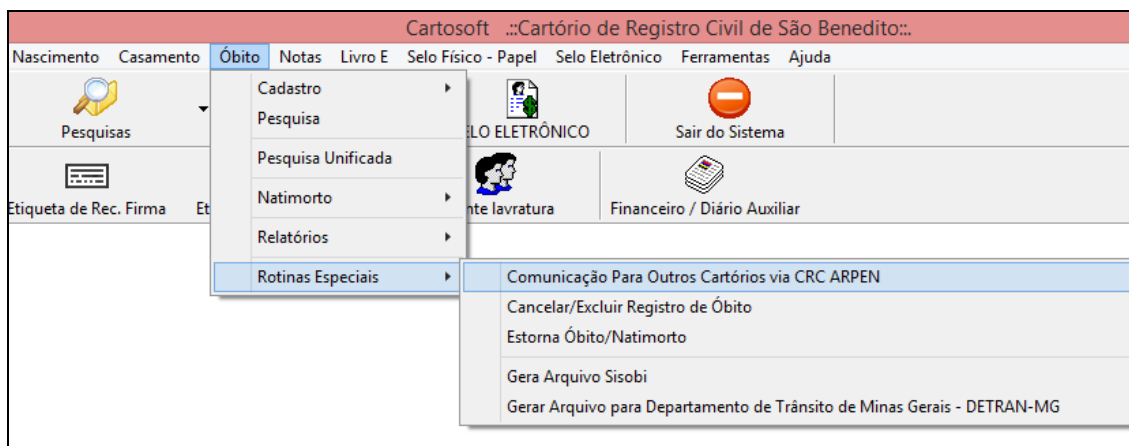 Cartosoft .::Cartório de Registro Civil de São Benedito::.
Nascimento Casamento Óbito Notas Livro E Selo Físico - Papel Selo Eletrônico Ferramentas Ajuda
Pesquisas
LO ELETRÔNICO
Sair do Sistema
Etiqueta de Rec. Firma
Et
nte lavratura
Financeiro / Diário Auxiliar
Cadastro
Pesquisa
Pesquisa Unificada
Natimorto
Relatórios
Rotinas Especiais
Comunicação Para Outros Cartórios via CRC ARPEN
Cancelar/Excluir Registro de Óbito
Estorna Óbito/Natimorto
Gera Arquivo Sisobi
Gerar Arquivo para Departamento de Trânsito de Minas Gerais - DETRAN-MG